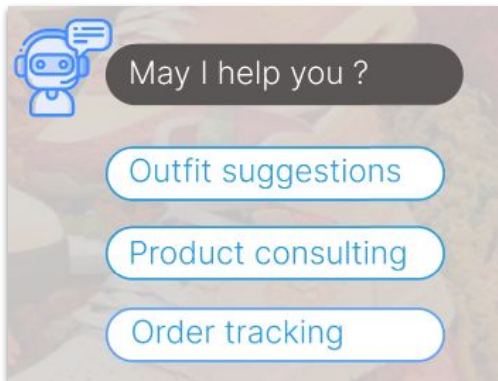 May I help you ?
Outfit suggestions
Product consulting
Order tracking